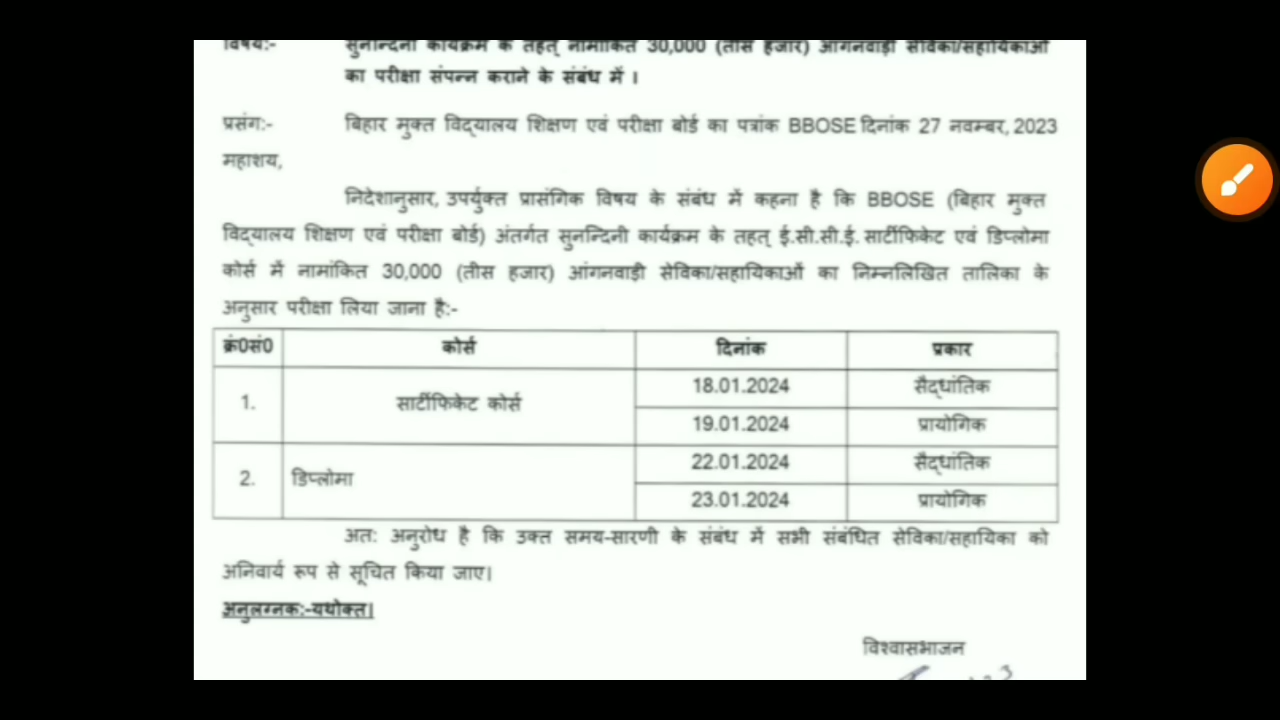 विषय:- सुनन्दिनी कार्यक्रम के तहत् नामांकित 30,000 (तीस हजार) आंगनवाड़ी सेविका/सहायिकाओं
का परीक्षा संपन्न कराने के संबंध में ।
प्रसंग:- बिहार मुक्त विद्यालय शिक्षण एवं परीक्षा बोर्ड का पत्रांक BBOSE दिनांक 27 नवम्बर, 2023
महाशय,
निदेशानुसार, उपर्युक्त प्रासंगिक विषय के संबंध में कहना है कि BBOSE (बिहार मुक्त
विद्यालय शिक्षण एवं परीक्षा बोर्ड) अंतर्गत सुनन्दिनी कार्यक्रम के तहत् ई.सी.सी.ई. सार्टीफिकेट एवं डिप्लोमा
कोर्स में नामांकित 30,000 (तीस हजार) आंगनवाड़ी सेविका/सहायिकाओं का निम्नलिखित तालिका के
अनुसार परीक्षा लिया जाना है:-
क्रं0सं0 कोर्स दिनांक प्रकार
1. सार्टीफिकेट कोर्स 18.01.2024 सैद्धांतिक
19.01.2024 प्रायोगिक
2. डिप्लोमा 22.01.2024 सैद्धांतिक
23.01.2024 प्रायोगिक
अतः अनुरोध है कि उक्त समय-सारणी के संबंध में सभी संबंधित सेविका/सहायिका को
अनिवार्य रूप से सूचित किया जाए।
अनुलग्नक:-यथोक्त।
विश्वासभाजन